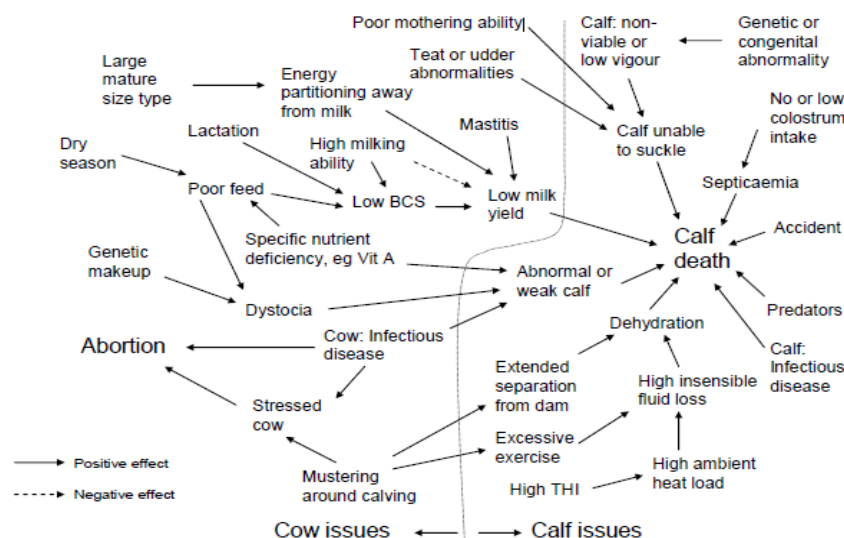 Poor mothering ability
Calf: non-
viable or
low vigour
Genetic or
congenital
abnormality
Large
mature
size type
Energy
partitioning away
from milk
Teat or udder
abnormalities
No or low
colostrum
intake
Dry
season
Lactation
High milking
ability
Mastitis
Calf unable
to suckle
Poor feed
Low BCS
Low milk
yield
Septicaemia
Accident
Calf
death
Genetic
makeup
Specific nutrient
deficiency, eg Vit A
Abnormal or
weak calf
Dystocia
Predators
Dehydration
Abortion
Cow: Infectious
disease
Calf:
Infectious
disease
Extended
separation
from dam
High insensible
fluid loss
Stressed
cow
Excessive
exercise
Positive effect
Negative effect
Mustering
around calving
High THI
High ambient
heat load
Cow issues
Calf issues